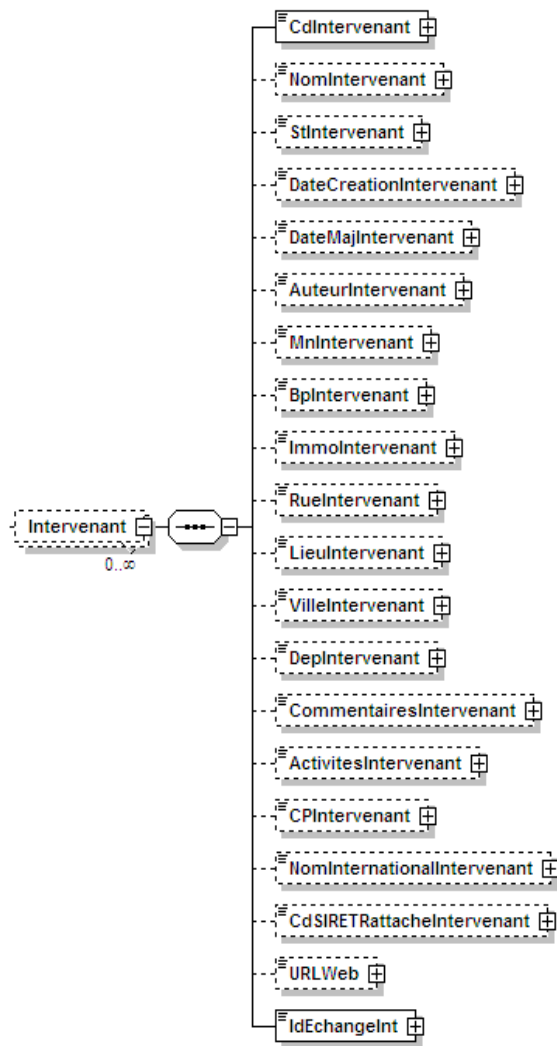 CdIntervenant
NomIntervenant
StIntervenant
DateCreationIntervenant
DateMajIntervenant
AuteurIntervenant
MnIntervenant
BpIntervenant
ImmoIntervenant
RueIntervenant
Intervenant
0..∞
LieuIntervenant
VilleIntervenant
DepIntervenant
CommentairesIntervenant
ActivitesIntervenant
CPIntervenant
NomInternationalIntervenant
CdSIRETRattacheIntervenant
URLWeb
IdEchangeInt